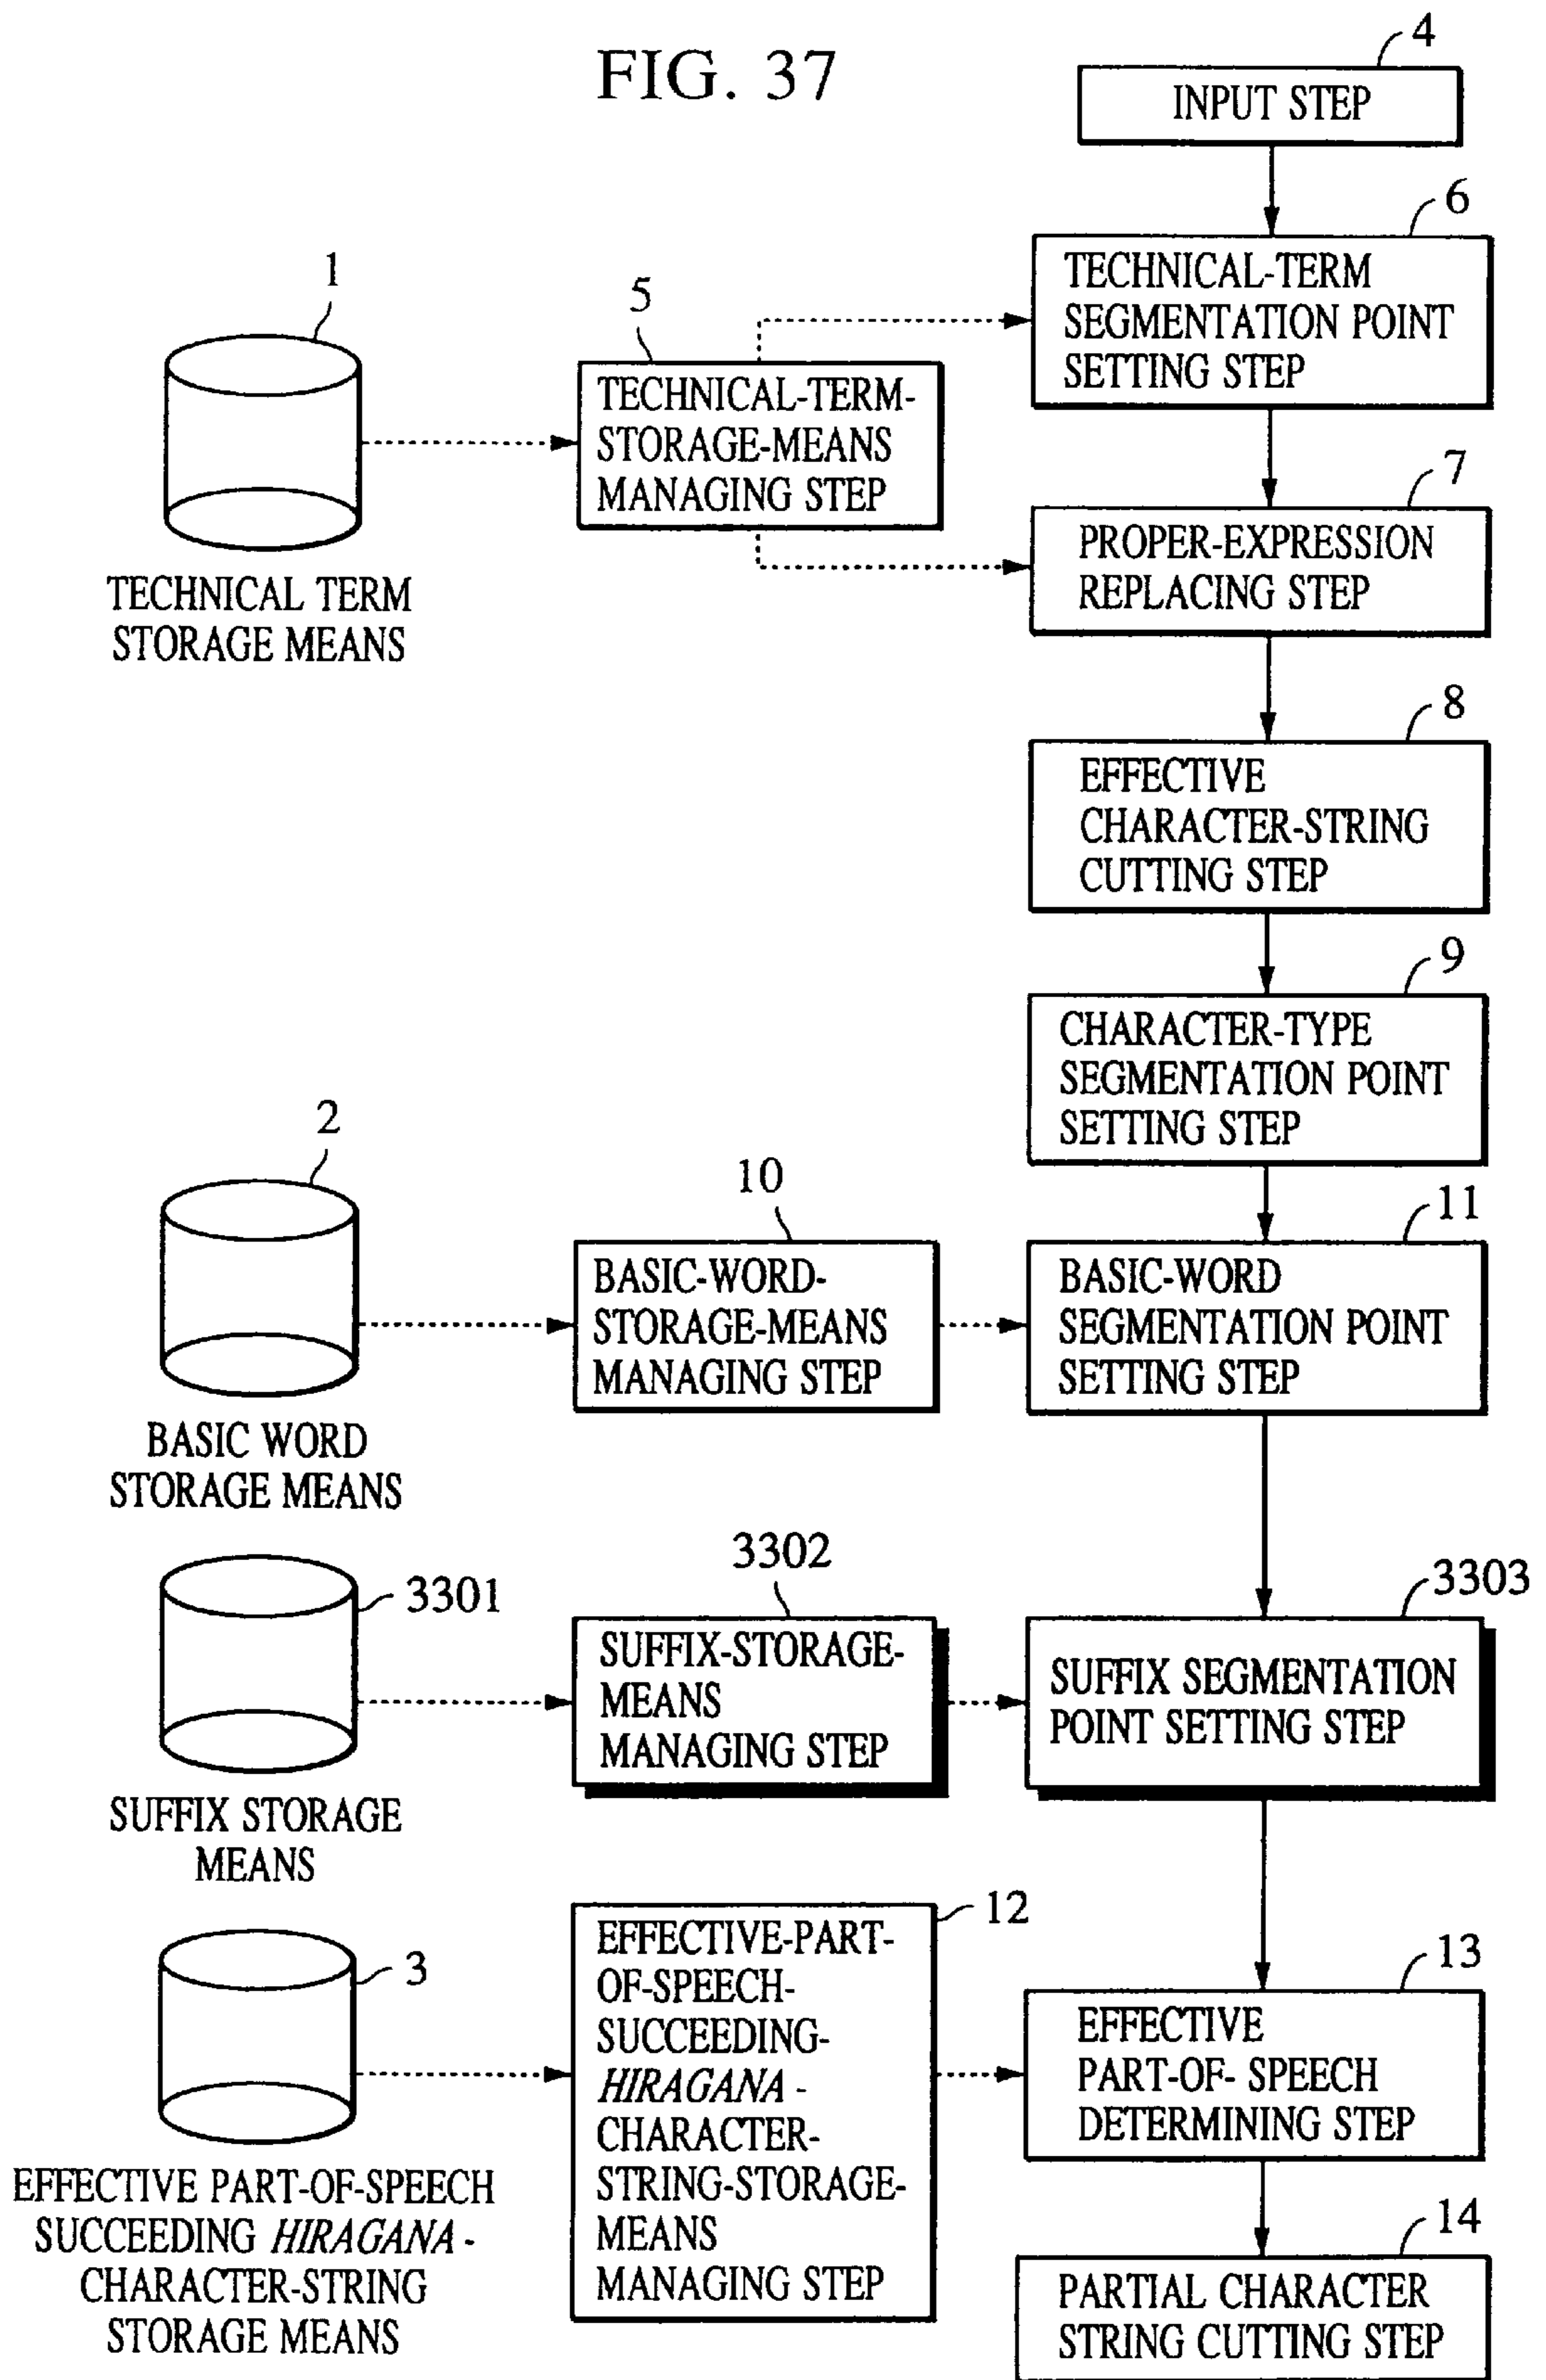 FIG. 37
4
INPUT STEP
6
TECHNICAL-TERM
SEGMENTATION POINT
SETTING STEP
1
TECHNICAL TERM
STORAGE MEANS
5
TECHNICAL-TERM-
STORAGE-MEANS
MANAGING STEP
7
PROPER-EXPRESSION
REPLACING STEP
8
EFFECTIVE
CHARACTER-STRING
CUTTING STEP
9
CHARACTER-TYPE
SEGMENTATION POINT
SETTING STEP
2
BASIC WORD
STORAGE MEANS
10
BASIC-WORD-
STORAGE-MEANS
MANAGING STEP
11
BASIC-WORD
SEGMENTATION POINT
SETTING STEP
3301
SUFFIX STORAGE
MEANS
3302
SUFFIX-STORAGE-
MEANS
MANAGING STEP
3303
SUFFIX SEGMENTATION
POINT SETTING STEP
3
EFFECTIVE PART-OF-SPEECH
SUCCEEDING HIRAGANA -
CHARACTER-STRING
STORAGE MEANS
12
EFFECTIVE-PART-
OF-SPEECH-
SUCCEEDING-
HIRAGANA -
CHARACTER-
STRING-STORAGE-
MEANS
MANAGING STEP
13
EFFECTIVE
PART-OF- SPEECH
DETERMINING STEP
14
PARTIAL CHARACTER
STRING CUTTING STEP